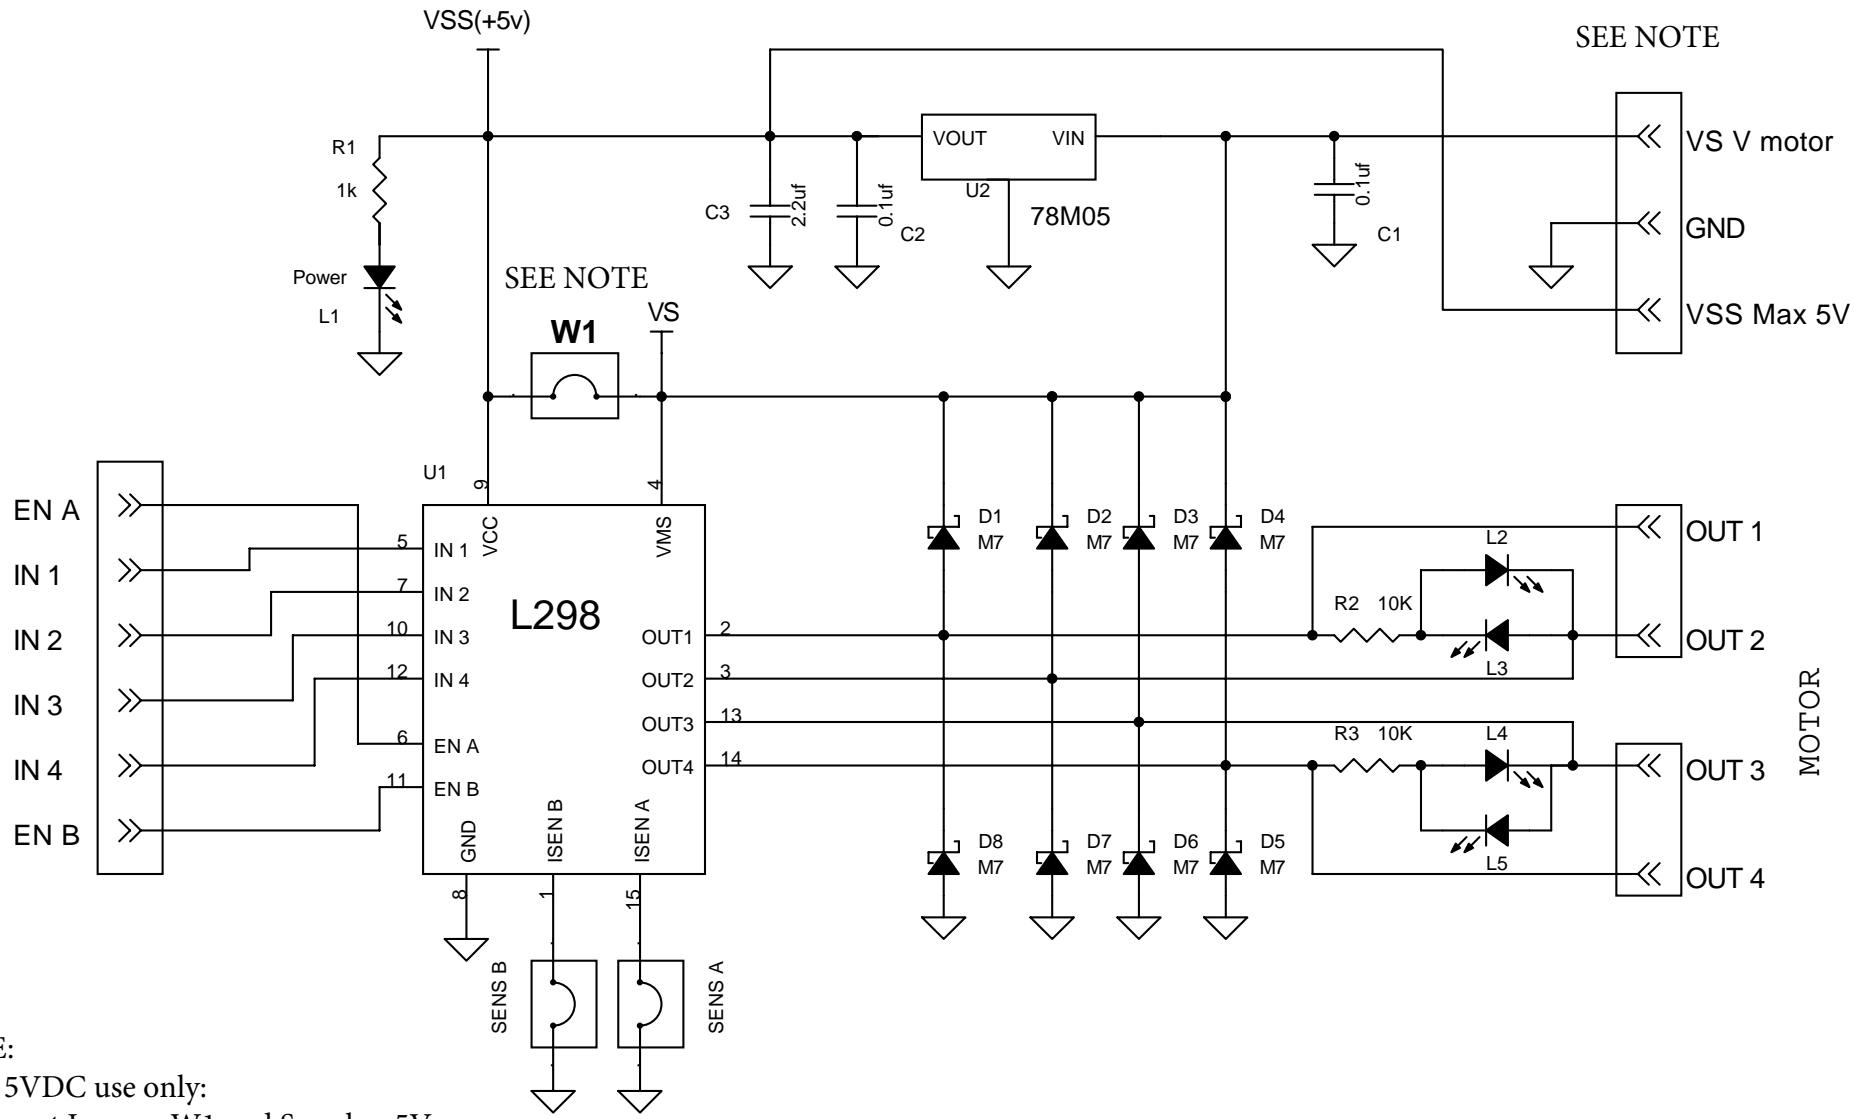 VSS(+5v)
SEE NOTE
R1
1k
Power
L1
VOUT
VIN
U2
78M05
C3
2.2uf
0.1uf
C2
0.1uf
C1
VS V motor
GND
VSS Max 5V
SEE NOTE
W1
VS
EN A
IN 1
IN 2
IN 3
IN 4
EN B
U1
9
4
VCC
VMS
5
IN 1
7
IN 2
10
IN 3
12
IN 4
6
EN A
11
EN B
L298
OUT1
2
OUT2
3
OUT3
13
OUT4
14
GND
ISEN B
ISEN A
8
1
15
SENS B
SENS A
D1
M7
D2
M7
D3
M7
D4
M7
D8
M7
D7
M7
D6
M7
D5
M7
L2
R2 10K
L3
R3 10K
L4
L5
OUT 1
OUT 2
OUT 3
OUT 4
MOTOR
E:
5VDC use only: